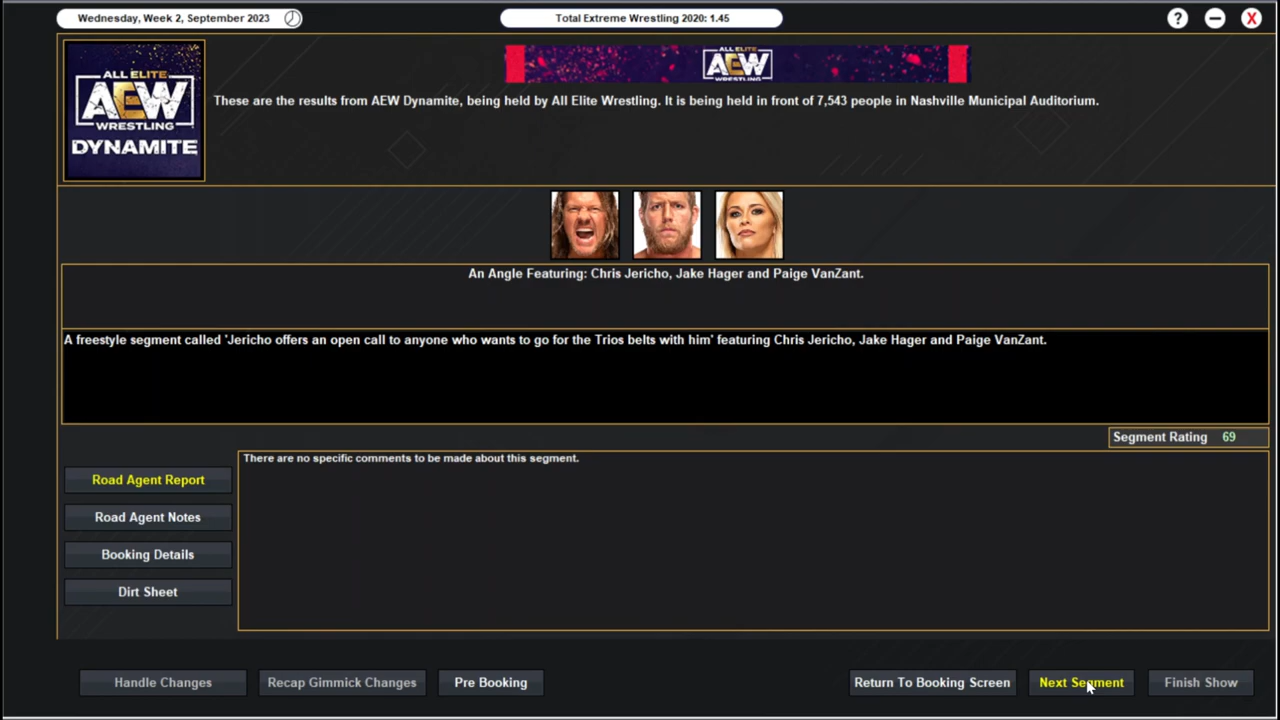 Wednesday, Week 2, September 2023
Total Extreme Wrestling 2020: 1.45
?
X
ALL ELITE
AEW
WRESTLING
DYNAMITE
ALL ELITE
AEW
WRESTLING
These are the results from AEW Dynamite, being held by All Elite Wrestling. It is being held in front of 7,543 people in Nashville Municipal Auditorium.
An Angle Featuring: Chris Jericho, Jake Hager and Paige VanZant.
A freestyle segment called 'Jericho offers an open call to anyone who wants to go for the Trios belts with him' featuring Chris Jericho, Jake Hager and Paige VanZant.
Segment Rating 69
There are no specific comments to be made about this segment.
Road Agent Report
Road Agent Notes
Booking Details
Dirt Sheet
Handle Changes
Recap Gimmick Changes
Pre Booking
Return To Booking Screen
Next Segment
Finish Show